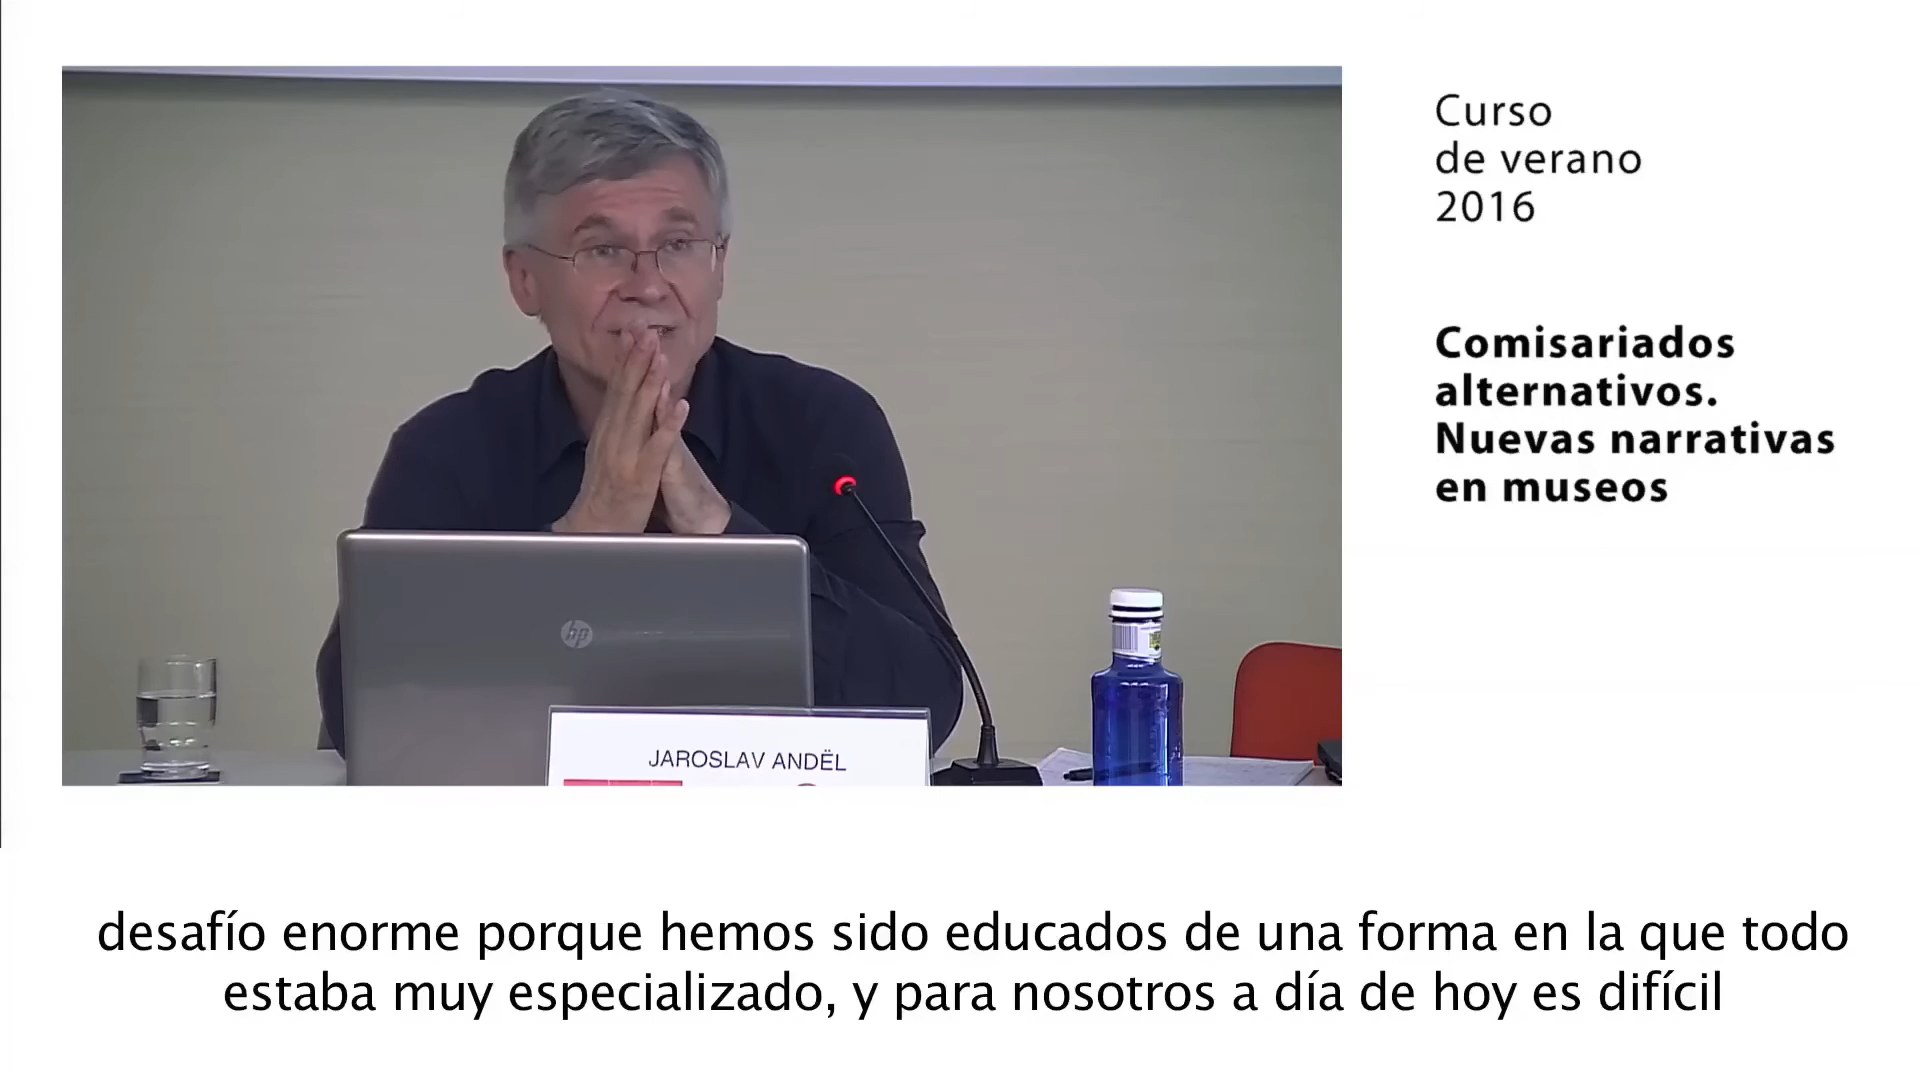 Curso
de verano
2016
Comisariados
alternativos.
Nuevas narrativas
en museos
hp
JAROSLAV ANDËL
desafío enorme porque hemos sido educados de una forma en la que todo
estaba muy especializado, y para nosotros a día de hoy es difícil